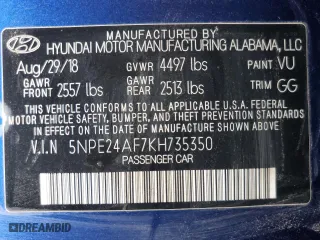 MANUFACTURED BY
HYUNDAI MOTOR MANUFACTURING ALABAMA, LLC
Aug/29/18 GVWR 4497 lbs PAINT VU
GAWR FRONT 2557 lbs GAWR REAR 2513 lbs TRIM GG
THIS VEHICLE CONFORMS TO ALL APPLICABLE FEDERAL
MOTOR VEHICLE SAFETY, BUMPER, AND THEFT PREVENTION
STANDARDS IN EFFECT ON THE DATE OF MANUFACTURE
SHOWN ABOVE.
V.I.N 5NPE24AF7KH735350
PASSENGER CAR
DREAMBID